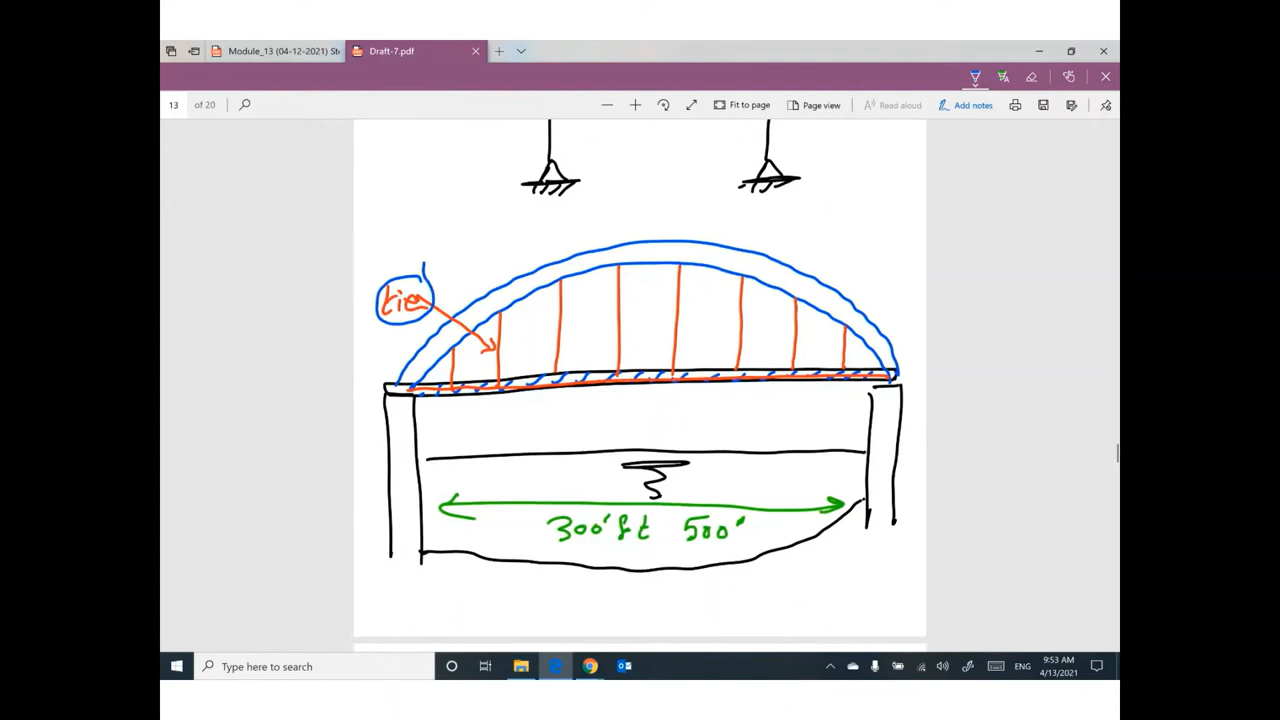 Module_13 (04-12-2021) Ste
Draft-7.pdf
13 of 20
Fit to page
Page view
Read aloud
Add notes
tie
300' ft 500'
Type here to search
ENG
9:53 AM
4/13/2021